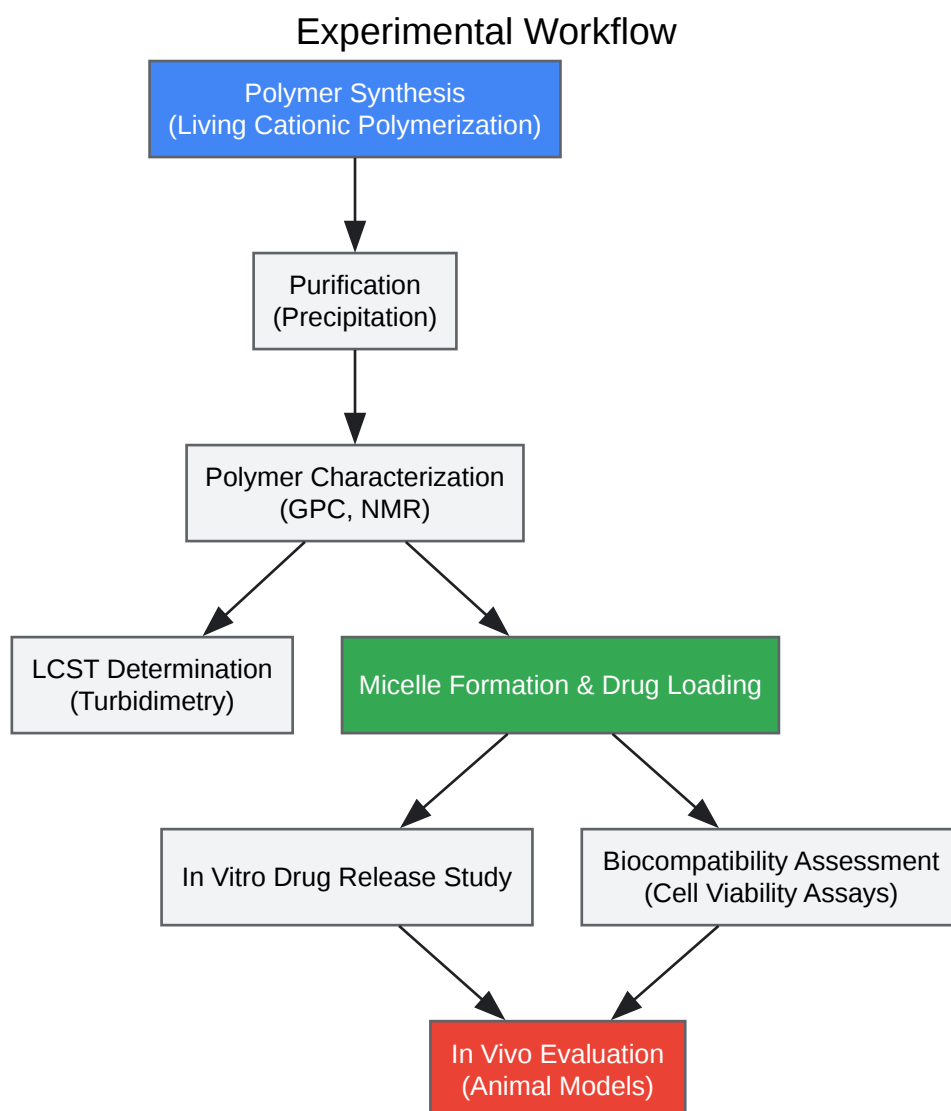 Experimental Workflow
Polymer Synthesis
(Living Cationic Polymerization)
Purification
(Precipitation)
Polymer Characterization
(GPC, NMR)
LCST Determination
(Turbidimetry)
Micelle Formation & Drug Loading
In Vitro Drug Release Study
Biocompatibility Assessment
(Cell Viability Assays)
In Vivo Evaluation
(Animal Models)